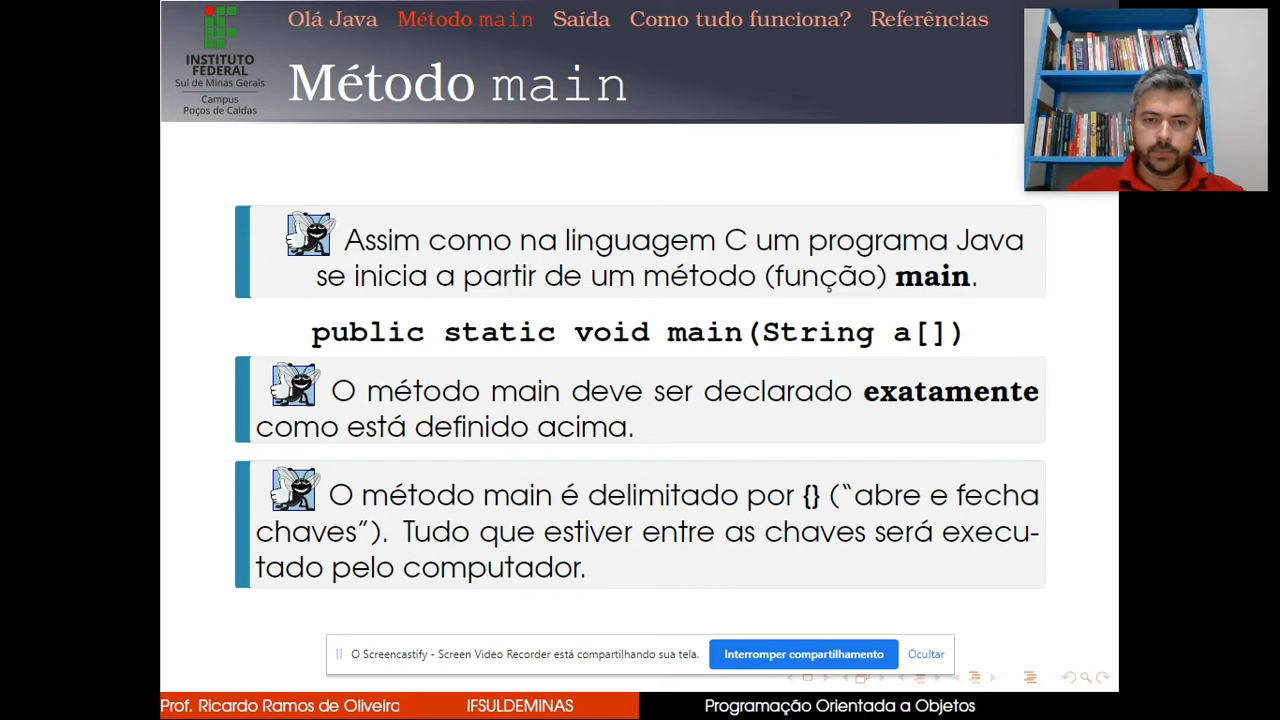 Olá Java Método main Saída Como tudo funciona? Referências
INSTITUTO
FEDERAL
Sul de Minas Gerais
Campus
Poços de Caldas
Método main
Assim como na linguagem C um programa Java
se inicia a partir de um método (função) main.
public static void main(String a[])
O método main deve ser declarado exatamente
como está definido acima.
O método main é delimitado por {} (“abre e fecha
chaves”). Tudo que estiver entre as chaves será execu-
tado pelo computador.
O Screencastify - Screen Video Recorder está compartilhando sua tela. Interromper compartilhamento Ocultar
Prof. Ricardo Ramos de Oliveira IFSULDEMINAS Programação Orientada a Objetos